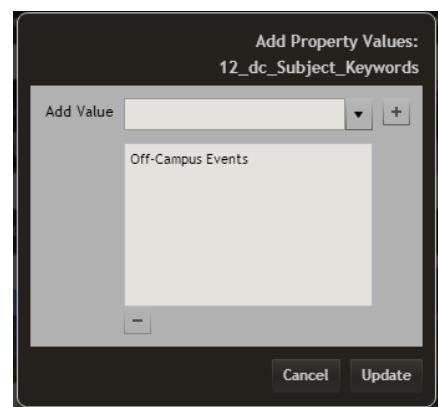 Add Property Values:
12_dc_Subject_Keywords
Add Value
+
Off-Campus Events
−
Cancel Update